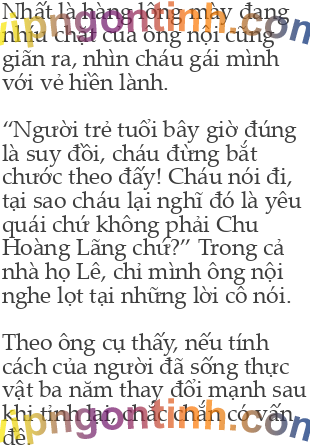 Nhất là hàng lông mày đang
nhíu chặt của ông nội cũng
giãn ra, nhìn cháu gái mình
với vẻ hiền lành.
“Người trẻ tuổi bây giờ đúng
là suy đồi, cháu đừng bắt
chước theo đấy! Cháu nói đi,
tại sao cháu lại nghĩ đó là yêu
quái chứ không phải Chu
Hoàng Lãng chứ?” Trong cả
nhà họ Lê, chỉ mình ông nội
nghe lọt tại những lời cô nói.
Theo ông cụ thấy, nếu tính
cách của người đã sống thực
vật ba năm thay đổi mạnh sau
khi tỉnh lại, chắc chắn có vấn
đề.
vipngontinh.com
vipngontinh.com